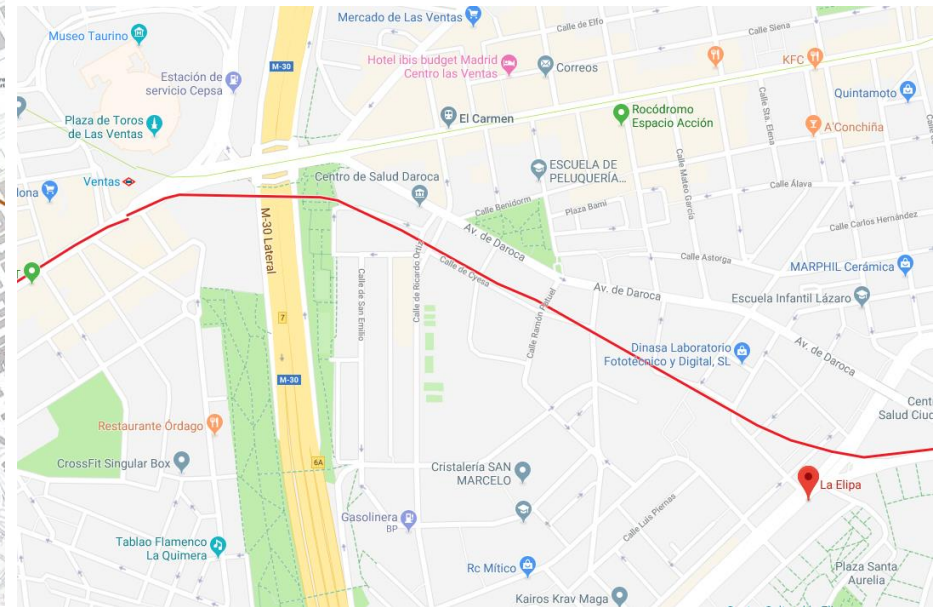 Mercado de Las Ventas
Calle de Elfo
Calle Siena
Museo Taurino
M-30
Hotel ibis budget Madrid
Centro las Ventas
Correos
KFC
Estación de
servicio Cepsa
Quintamoto
El Carmen
Rocódromo
Espacio Acción
Calle Sta. Elena
A'Conchiña
Plaza de Toros
de Las Ventas
Ventas
Centro de Salud Daroca
ESCUELA DE
PELUQUERÍA...
Calle Mateo García
Calle Álava
lona
Calle Benidorm
Plaza Bami
M-30 Lateral
Calle Carlos Hernández
Av. de Daroca
Calle de Ricardo Ortiz
Calle de Cyesa
Calle Astorga
MARPHIL Cerámica
Calle de San Emilio
Av. de Daroca
Escuela Infantil Lázaro
7
Calle Ramón Patuel
Dinasa Laboratorio
Fototécnico y Digital, SL
Av. de Daroca
M-30
Cent
Salud Ciud
Restaurante Órdago
CrossFit Singular Box
6A
Cristalería SAN
MARCELO
La Elipa
Gasolinera
BP
Calle Luis Piernas
Tablao Flamenco
La Quimera
Rc Mítico
Plaza Santa
Aurelia
Kairos Krav Maga